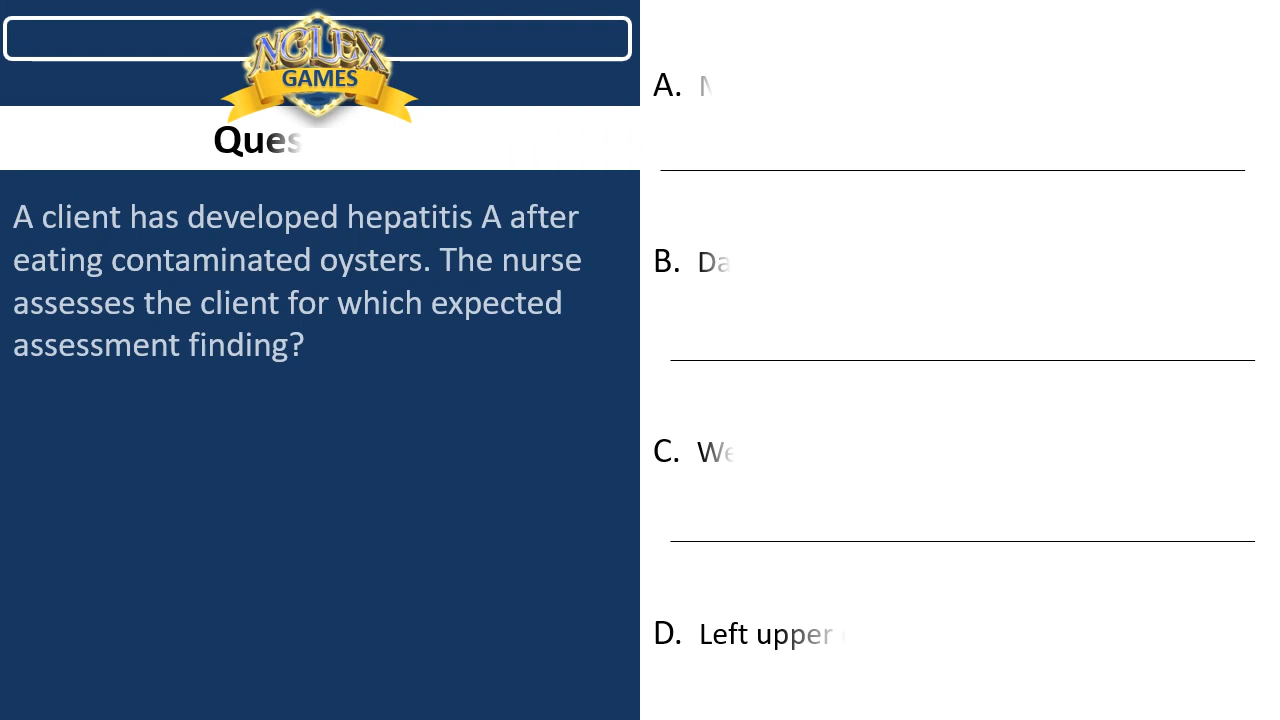 NCLEX
GAMES
A client has developed hepatitis A after
eating contaminated oysters. The nurse
assesses the client for which expected
assessment finding?
A.
B.
C.
D. Left upper